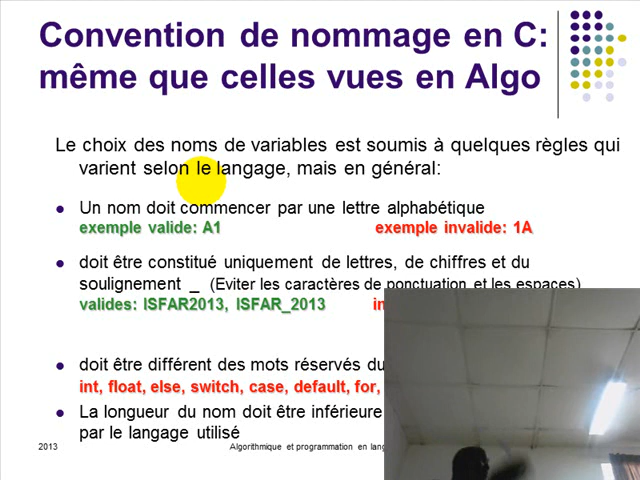 Convention de nommage en C:
même que celles vues en Algo
Le choix des noms de variables est soumis à quelques règles qui
varient selon le langage, mais en général:
● Un nom doit commencer par une lettre alphabétique
exemple valide: A1 exemple invalide: 1A
● doit être constitué uniquement de lettres, de chiffres et du
soulignement _ (Eviter les caractères de ponctuation et les espaces)
valides: ISFAR2013, ISFAR_2013
● doit être différent des mots réservés du
int, float, else, switch, case, default, for,
● La longueur du nom doit être inférieure
par le langage utilisé
2013 Algorithmique et programmation en